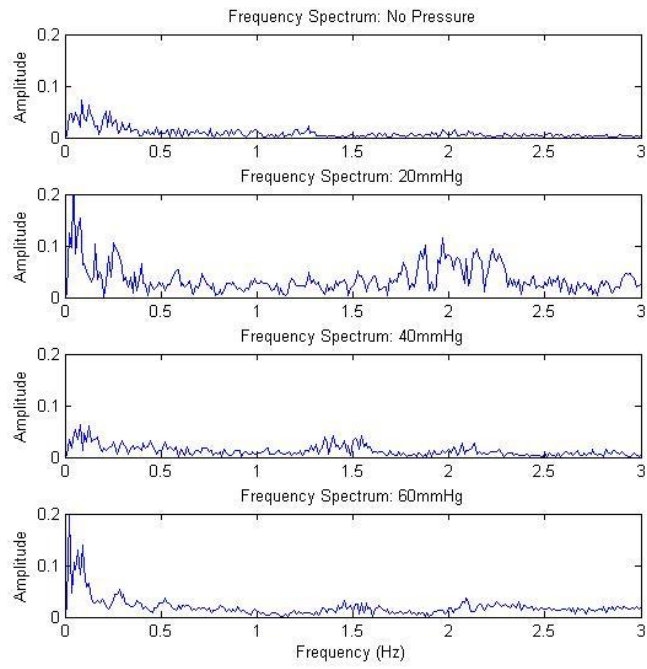 Frequency Spectrum: No Pressure
0.2
0.1
0
Amplitude
0 0.5 1 1.5 2 2.5 3
Frequency Spectrum: 20mmHg
0.2
0.1
0
Amplitude
0 0.5 1 1.5 2 2.5 3
Frequency Spectrum: 40mmHg
0.2
0.1
0
Amplitude
0 0.5 1 1.5 2 2.5 3
Frequency Spectrum: 60mmHg
0.2
0.1
0
Amplitude
0 0.5 1 1.5 2 2.5 3
Frequency (Hz)